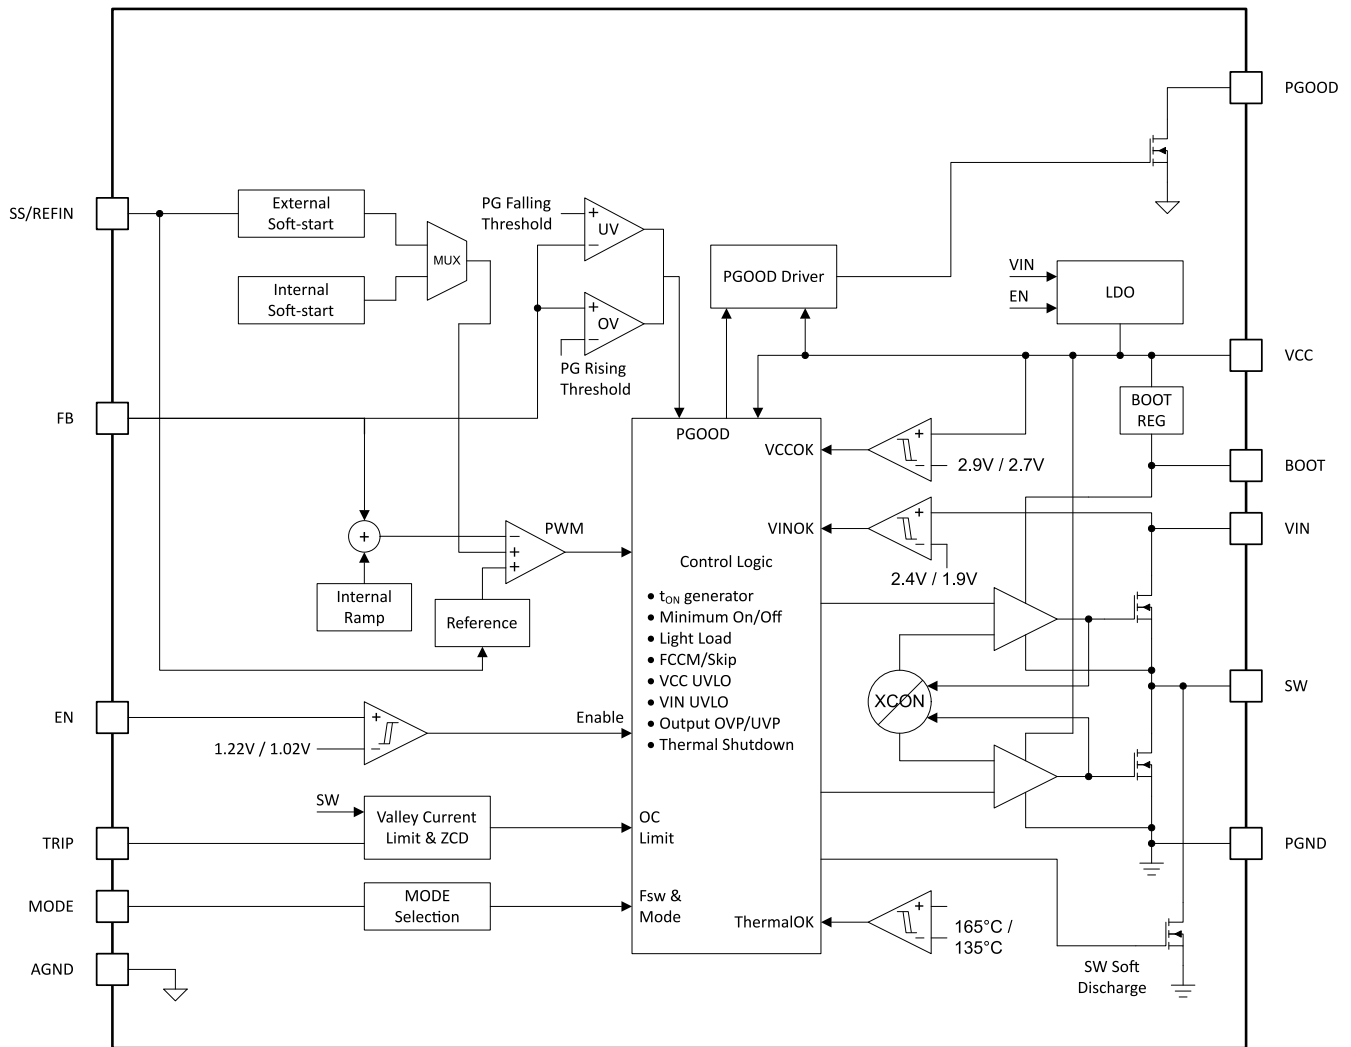 PGOOD
SS/REFIN
External
Soft-start
Internal
Soft-start
MUX
PG Falling
Threshold
+
UV
−
+
OV
−
PG Rising
Threshold
PGOOD Driver
VIN
EN
LDO
VCC
BOOT
REG
BOOT
FB
PGOOD
VCCOK
+
−
2.9V / 2.7V
VINOK
+
−
2.4V / 1.9V
VIN
+
Internal
Ramp
−
+
+
PWM
Reference
Control Logic
• tON generator
• Minimum On/Off
• Light Load
• FCCM/Skip
• VCC UVLO
• VIN UVLO
• Output OVP/UVP
• Thermal Shutdown
XCON
SW
EN
+
−
1.22V / 1.02V
Enable
SW
Valley Current
Limit & ZCD
OC
Limit
TRIP
PGND
MODE
MODE
Selection
Fsw &
Mode
ThermalOK
+
−
165°C /
135°C
SW Soft
Discharge
AGND